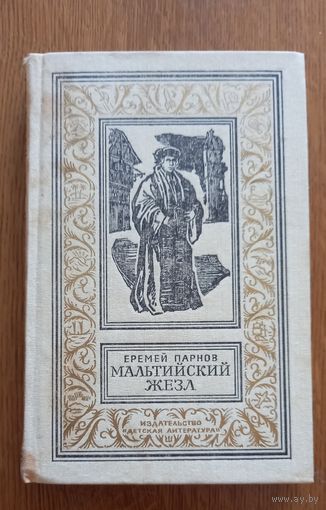 ЕРЕМЕЙ ПАРНОВ
МАЛЬТИЙСКИЙ
ЖЕЗЛ
ИЗДАТЕЛЬСТВО
«ДЕТСКАЯ ЛИТЕРАТУРА»
www.ay.by